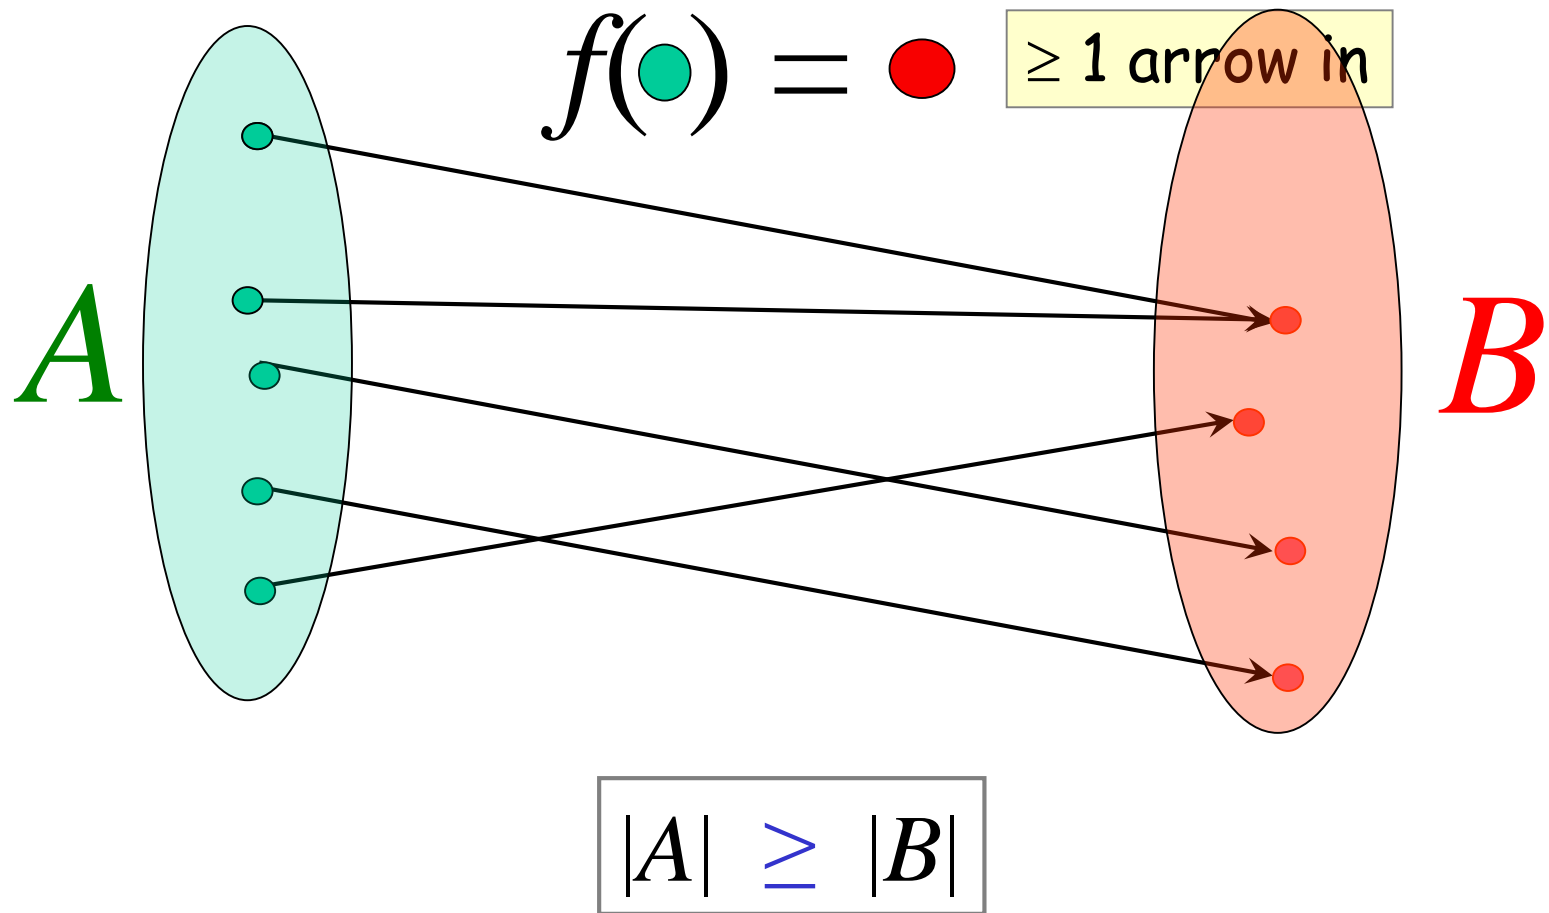 f( ) = 
≥ 1 arrow in
A
B
|A| ≥ |B|